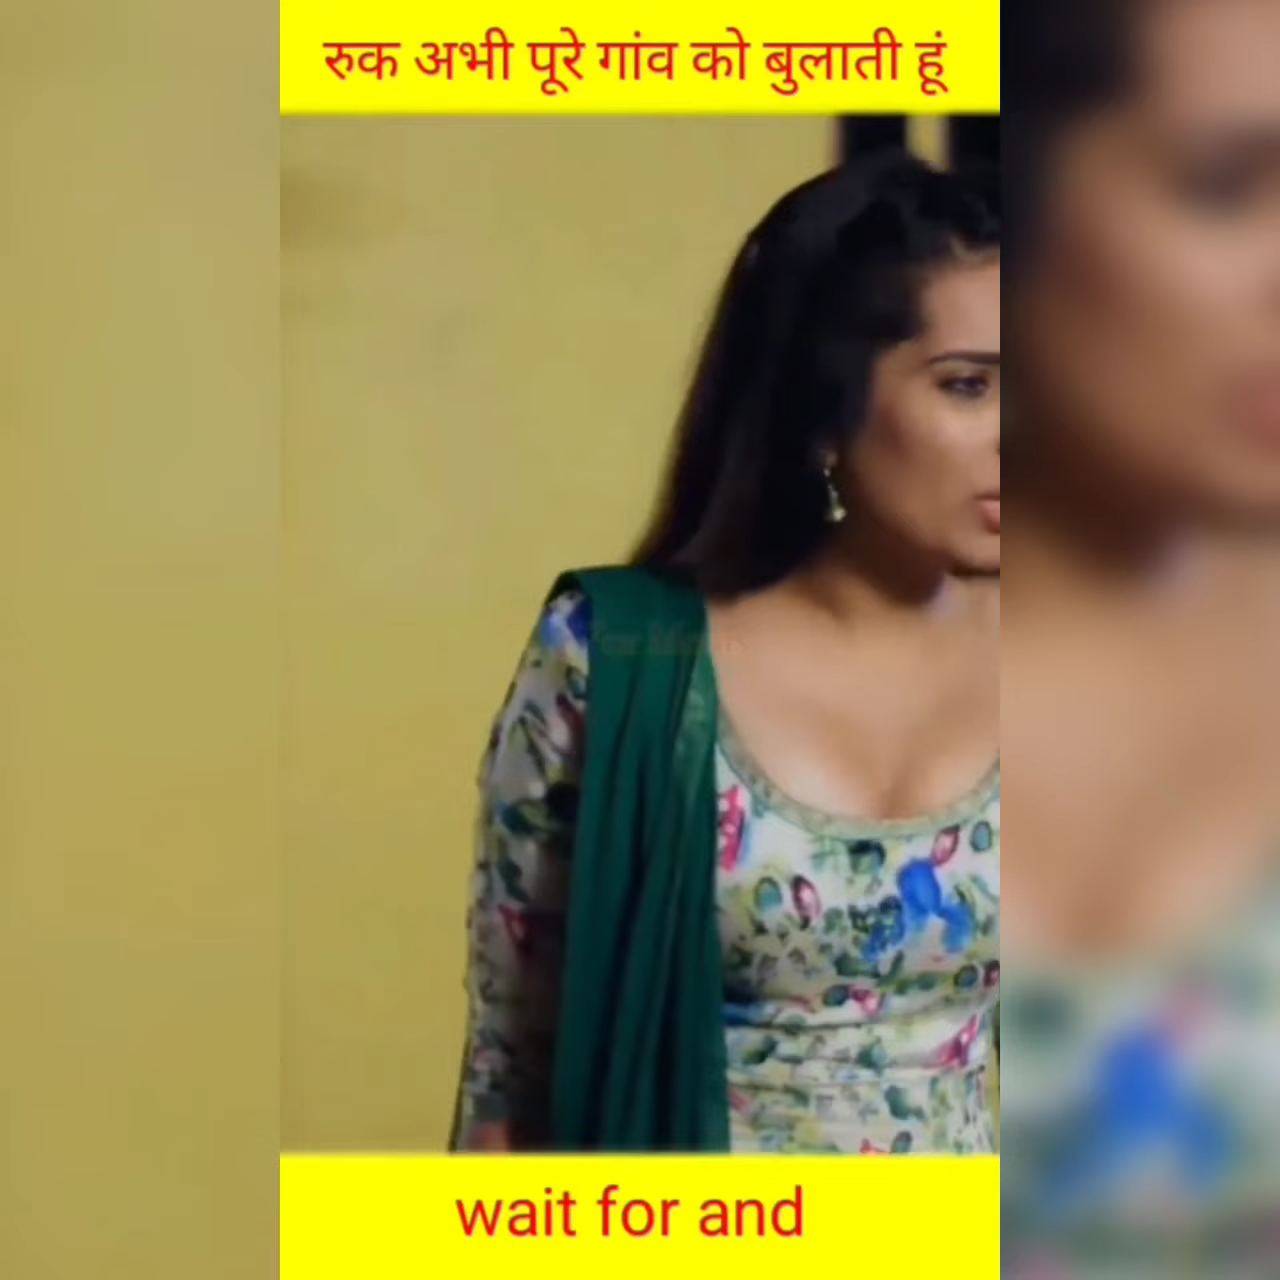 रुक अभी पूरे गांव को बुलाती हूं
wait for and